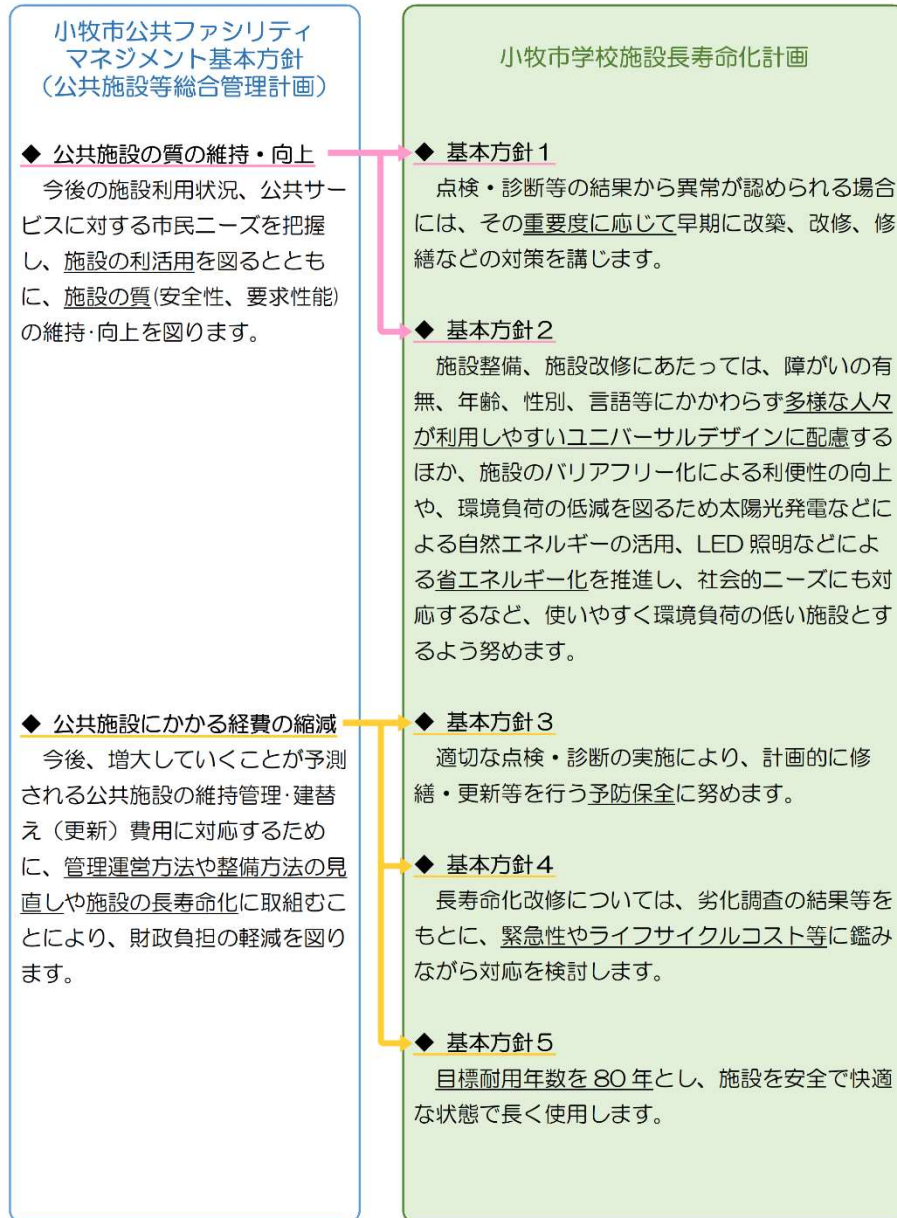 小牧市公共ファシリティ
マネジメント基本方針
(公共施設等総合管理計画)
◆ 公共施設の質の維持・向上
今後の施設利用状況、公共サー
ビスに対する市民ニーズを把握
し、施設の利活用を図るととも
に、施設の質(安全性、要求性能)
の維持・向上を図ります。
◆ 公共施設にかかる経費の縮減
今後、増大していくことが予測
される公共施設の維持管理・建替
え（更新）費用に対応するため
に、管理運営方法や整備方法の見
直しや施設の長寿命化に取組むこ
とにより、財政負担の軽減を図り
ます。
小牧市学校施設長寿命化計画
◆ 基本方針１
点検・診断等の結果から異常が認められる場合
には、その重要度に応じて早期に改築、改修、修
繕などの対策を講じます。
◆ 基本方針２
施設整備、施設改修にあたっては、障がいの有
無、年齢、性別、言語等にかかわらず多様な人々
が利用しやすいユニバーサルデザインに配慮する
ほか、施設のバリアフリー化による利便性の向上
や、環境負荷の低減を図るため太陽光発電などに
よる自然エネルギーの活用、LED 照明などによ
る省エネルギー化を推進し、社会的ニーズにも対
応するなど、使いやすく環境負荷の低い施設とす
るよう努めます。
◆ 基本方針３
適切な点検・診断の実施により、計画的に修
繕・更新等を行う予防保全に努めます。
◆ 基本方針４
長寿命化改修については、劣化調査の結果等を
もとに、緊急性やライフサイクルコスト等に鑑み
ながら対応を検討します。
◆ 基本方針５
目標耐用年数を 80 年とし、施設を安全で快適
な状態で長く使用します。